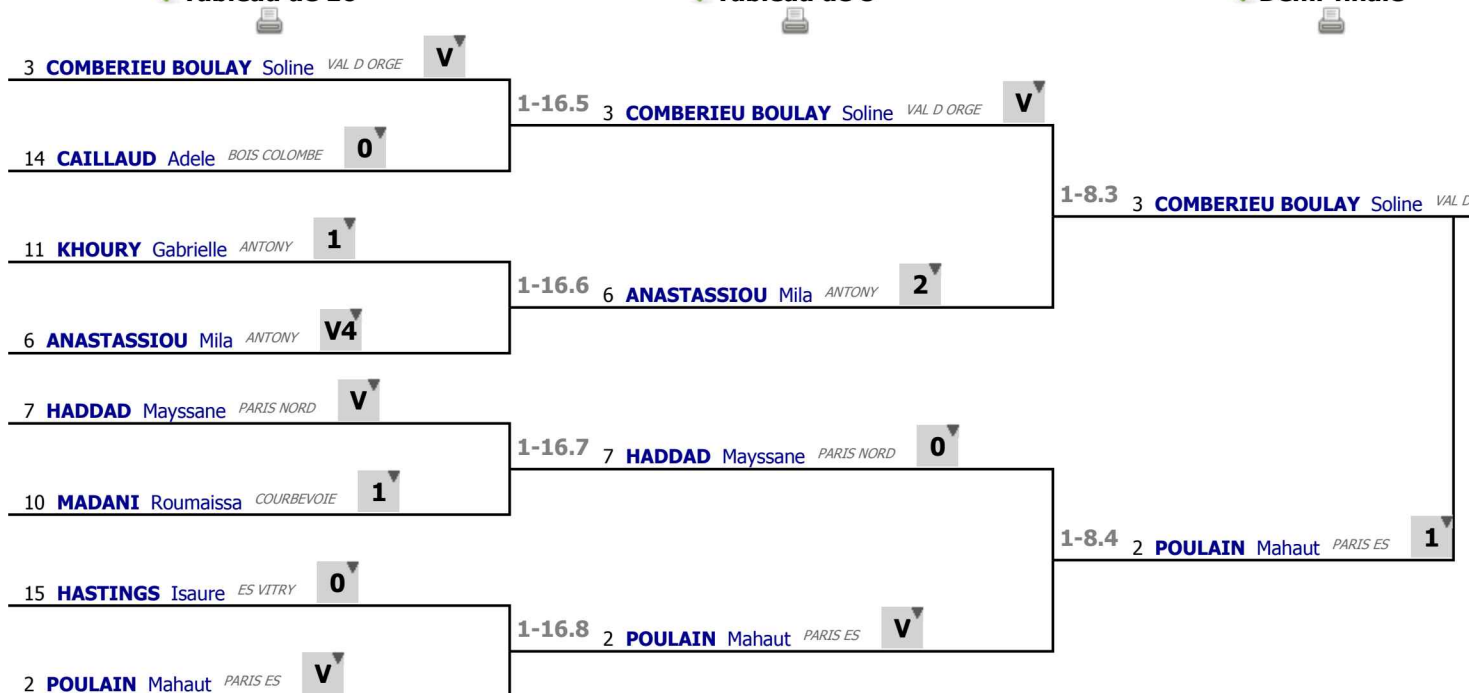 3 COMBERIEU BOULAY Soline VAL D ORGE V
14 CAILLAUD Adele BOIS COLOMBE 0
11 KHOURY Gabrielle ANTONY 1
6 ANASTASSIOU Mila ANTONY V4
7 HADDAD Mayssane PARIS NORD V
10 MADANI Roumaissa COURBEVOIE 1
15 HASTINGS Isaure ES VITRY 0
2 POULAIN Mahaut PARIS ES V
1-16.5 3 COMBERIEU BOULAY Soline VAL D ORGE V
1-16.6 6 ANASTASSIOU Mila ANTONY 2
1-16.7 7 HADDAD Mayssane PARIS NORD 0
1-16.8 2 POULAIN Mahaut PARIS ES V
1-8.3 3 COMBERIEU BOULAY Soline VAL
1-8.4 2 POULAIN Mahaut PARIS ES 1